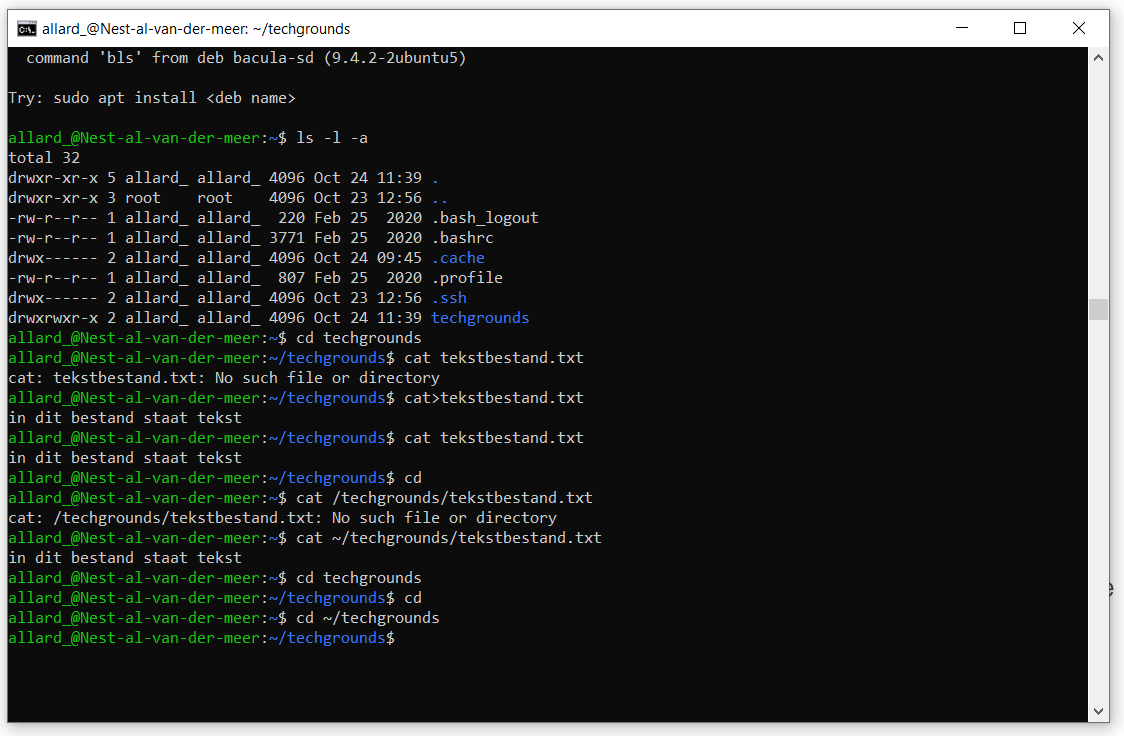 allard_@Nest-al-van-der-meer: ~/techgrounds
command 'bls' from deb bacula-sd (9.4.2-2ubuntu5)
Try: sudo apt install <deb name>
allard_@Nest-al-van-der-meer:~$ ls -l -a
total 32
drwxr-xr-x 5 allard_ allard_ 4096 Oct 24 11:39 .
drwxr-xr-x 3 root    root    4096 Oct 23 12:56 ..
-rw-r--r-- 1 allard_ allard_  220 Feb 25  2020 .bash_logout
-rw-r--r-- 1 allard_ allard_ 3771 Feb 25  2020 .bashrc
drwx------ 2 allard_ allard_ 4096 Oct 24 09:45 .cache
-rw-r--r-- 1 allard_ allard_  807 Feb 25  2020 .profile
drwx------ 2 allard_ allard_ 4096 Oct 23 12:56 .ssh
drwxrwxr-x 2 allard_ allard_ 4096 Oct 24 11:39 techgrounds
allard_@Nest-al-van-der-meer:~$ cd techgrounds
allard_@Nest-al-van-der-meer:~/techgrounds$ cat tekstbestand.txt
cat: tekstbestand.txt: No such file or directory
allard_@Nest-al-van-der-meer:~/techgrounds$ cat>tekstbestand.txt
in dit bestand staat tekst
allard_@Nest-al-van-der-meer:~/techgrounds$ cat tekstbestand.txt
in dit bestand staat tekst
allard_@Nest-al-van-der-meer:~/techgrounds$ cd
allard_@Nest-al-van-der-meer:~$ cat /techgrounds/tekstbestand.txt
cat: /techgrounds/tekstbestand.txt: No such file or directory
allard_@Nest-al-van-der-meer:~$ cat ~/techgrounds/tekstbestand.txt
in dit bestand staat tekst
allard_@Nest-al-van-der-meer:~$ cd techgrounds
allard_@Nest-al-van-der-meer:~/techgrounds$ cd
allard_@Nest-al-van-der-meer:~$ cd ~/techgrounds
allard_@Nest-al-van-der-meer:~/techgrounds$